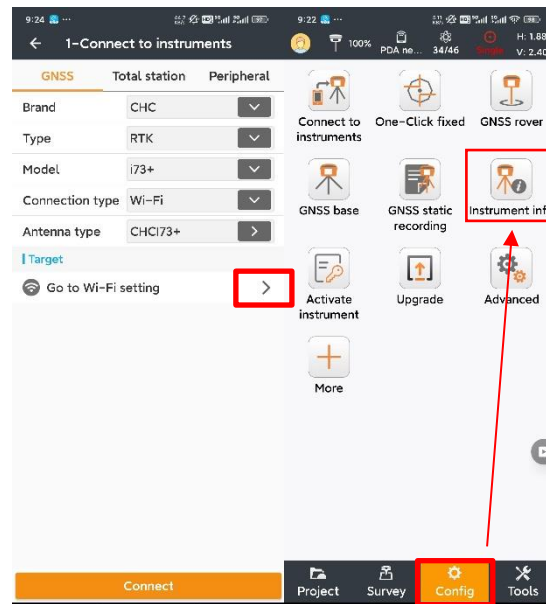 9:24
1-Connect to instruments
GNSS Total station Peripheral
Brand CHC
Type RTK
Model i73+
Connection type Wi-Fi
Antenna type CHCI73+
Target
Go to Wi-Fi setting
Connect
9:22
100% PDA ne... 34/46 Single H: 1.88
V: 2.40
Connect to
instruments
One-Click fixed
GNSS rover
GNSS base
GNSS static
recording
Instrument inf
Activate
instrument
Upgrade
Advanced
More
Project Survey Config Tools